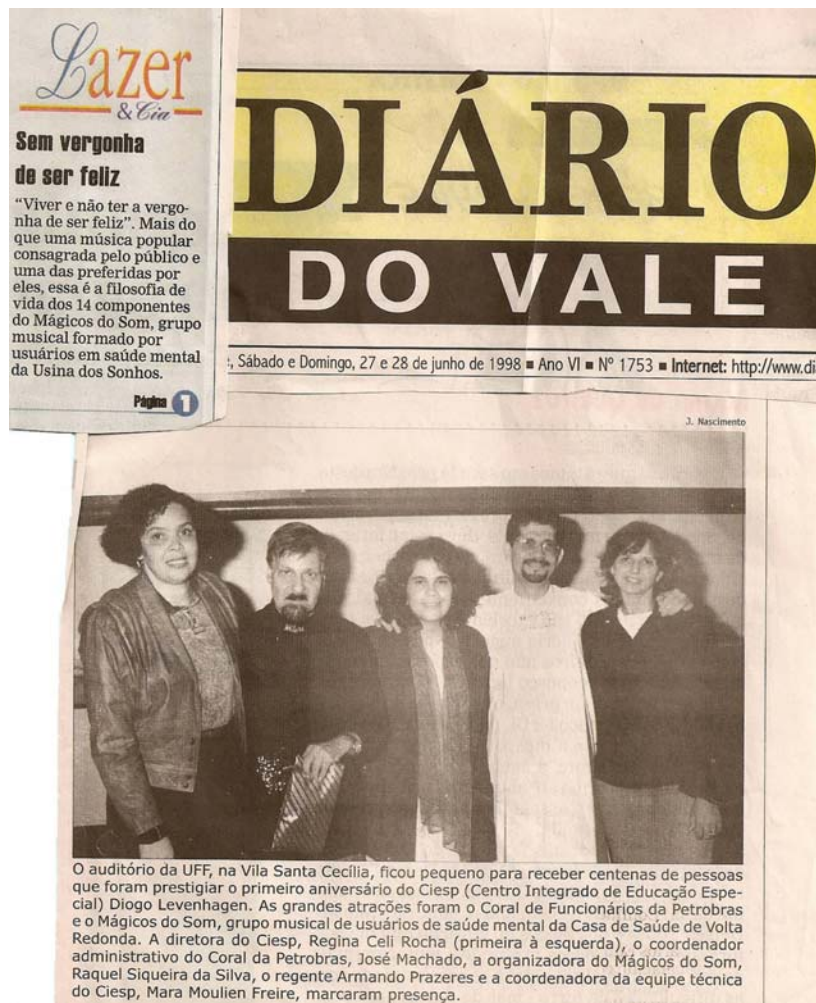 Lazer
& Cia
Sem vergonha
de ser feliz
“Viver e não ter a vergo-
nha de ser feliz”. Mais do
que uma música popular
consagrada pelo público e
uma das preferidas por
eles, essa é a filosofia de
vida dos 14 componentes
do Mágicos do Som, grupo
musical formado por
usuários em saúde mental
da Usina dos Sonhos.
Página 1
DIÁRIO
DO VALE
, Sábado e Domingo, 27 e 28 de junho de 1998 ■ Ano VI ■ Nº 1753 ■ Internet: http://www.di
J. Nascimento
O auditório da UFF, na Vila Santa Cecília, ficou pequeno para receber centenas de pessoas
que foram prestigiar o primeiro aniversário do Ciesp (Centro Integrado de Educação Espe-
cial) Diogo Levenhagen. As grandes atrações foram o Coral de Funcionários da Petrobras
e o Mágicos do Som, grupo musical de usuários de saúde mental da Casa de Saúde de Volta
Redonda. A diretora do Ciesp, Regina Celi Rocha (primeira à esquerda), o coordenador
administrativo do Coral da Petrobras, José Machado, a organizadora do Mágicos do Som,
Raquel Siqueira da Silva, o regente Armando Prazeres e a coordenadora da equipe técnica
do Ciesp, Mara Moulien Freire, marcaram presença.